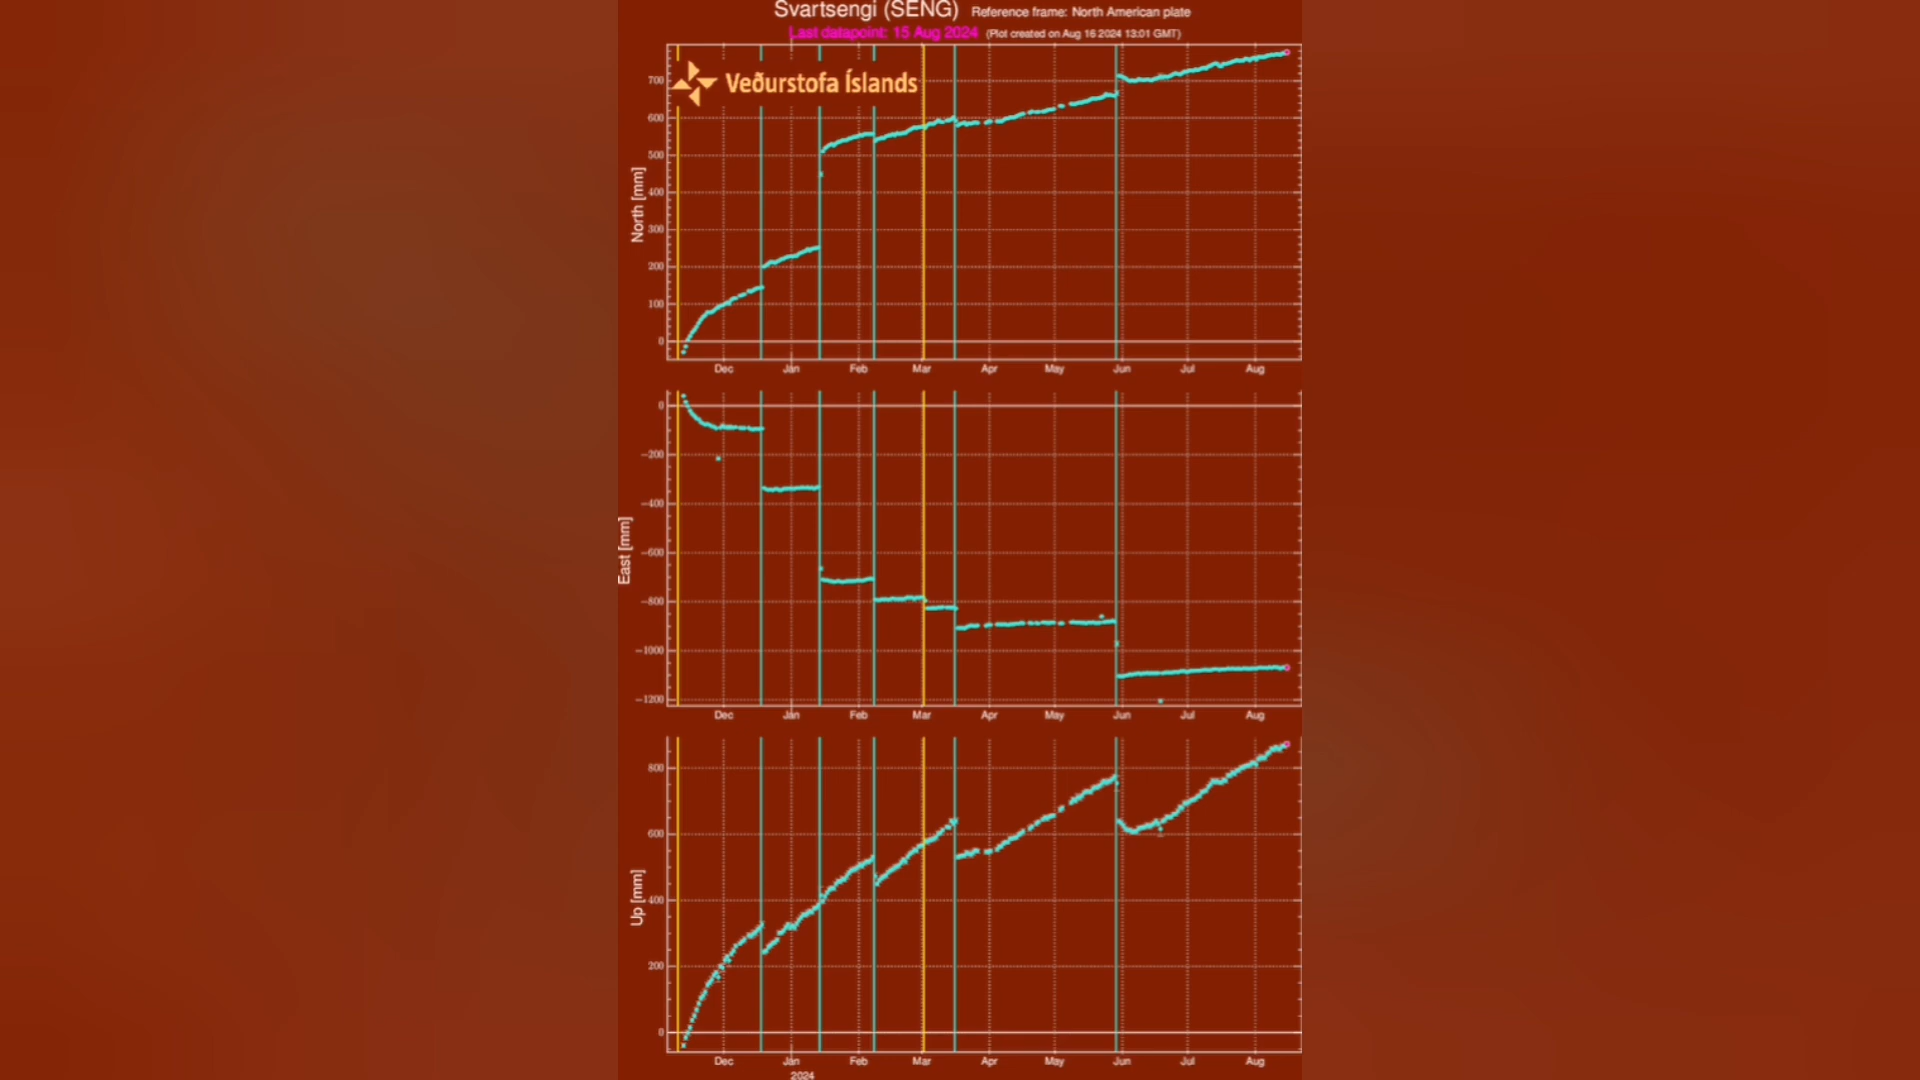 Svartsengi (SENG) Reference frame: North American plate
Last datapoint: 15 Aug 2024 (Plot created on Aug 16 2024 13:01 GMT)
Veðurstofa Íslands
North [mm]
700
600
500
400
300
200
100
0
Dec Jan Feb Mar Apr May Jun Jul Aug
East [mm]
0
−200
−400
−600
−800
−1000
−1200
Dec Jan Feb Mar Apr May Jun Jul Aug
Up [mm]
800
600
400
200
0
Dec Jan Feb Mar Apr May Jun Jul Aug
2024